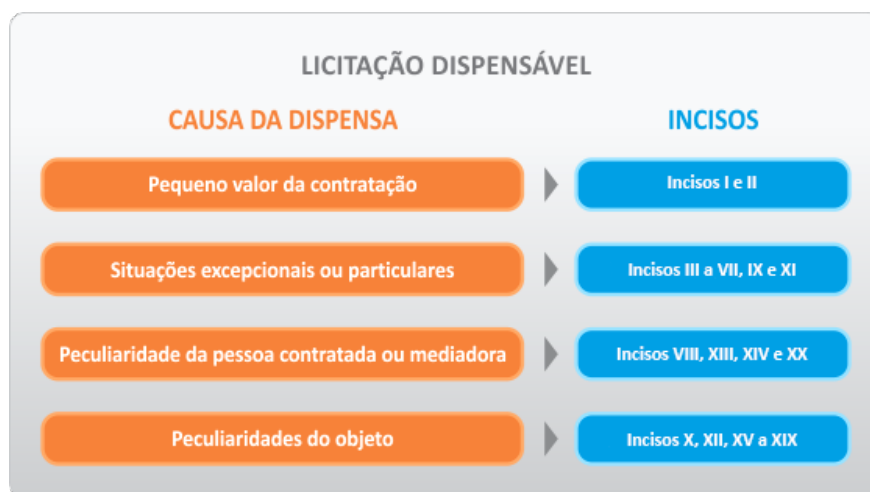 LICITAÇÃO DISPENSÁVEL
CAUSA DA DISPENSA
INCISOS
Pequeno valor da contratação
Incisos I e II
Situações excepcionais ou particulares
Incisos III a VII, IX e XI
Peculiaridade da pessoa contratada ou mediadora
Incisos VIII, XIII, XIV e XX
Peculiaridades do objeto
Incisos X, XII, XV a XIX